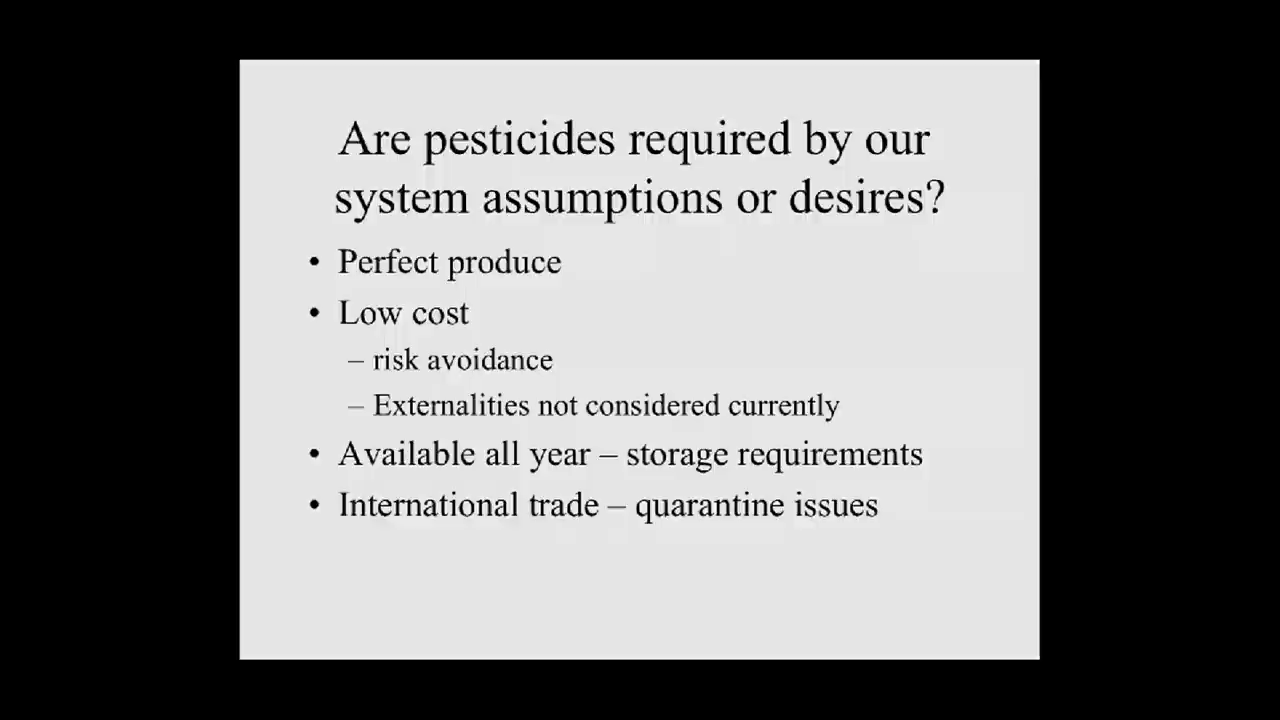 Are pesticides required by our
system assumptions or desires?
• Perfect produce
• Low cost
– risk avoidance
– Externalities not considered currently
• Available all year – storage requirements
• International trade – quarantine issues